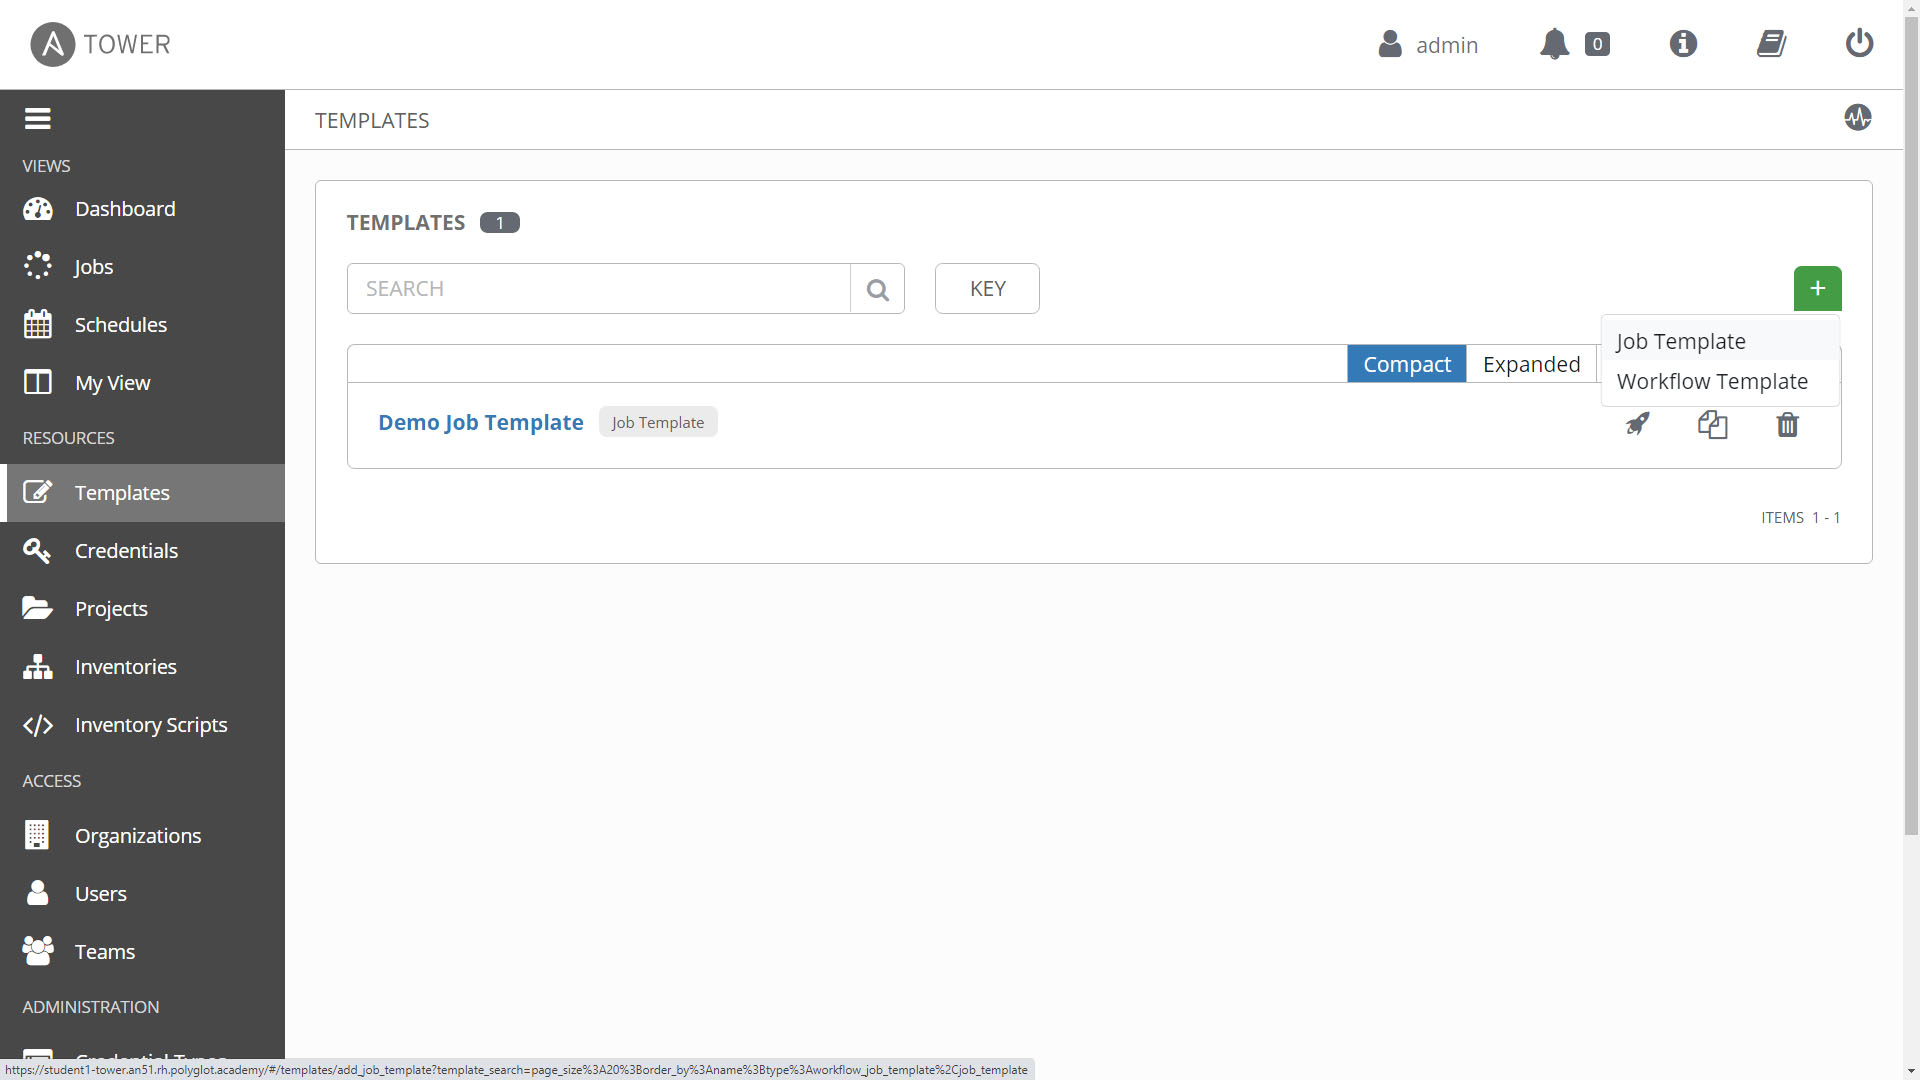 A TOWER
admin
0
TEMPLATES
VIEWS
Dashboard
Jobs
Schedules
My View
RESOURCES
Templates
Credentials
Projects
Inventories
Inventory Scripts
ACCESS
Organizations
Users
Teams
ADMINISTRATION
Credential Types
TEMPLATES 1
SEARCH
KEY
+
Job Template
Workflow Template
Compact Expanded
Demo Job Template Job Template
ITEMS 1 - 1
https://student1-tower.an51.rh.polyglot.academy/#/templates/add_job_template?template_search=page_size%3A20%3Border_by%3Aname%3Btype%3Aworkflow_job_template%2Cjob_template